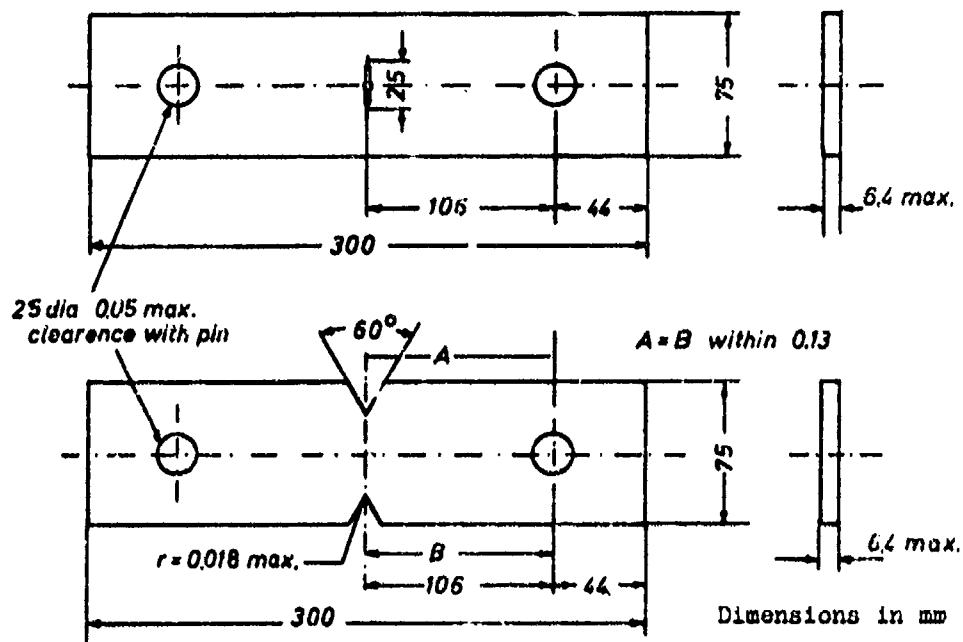 25
75
106
44
6,4 max.
300
25 dia 0.05 max.
clearence with pin
60°
A
A = B within 0.13
75
r = 0,018 max.
B
6,4 max.
106
44
300
Dimensions in mm